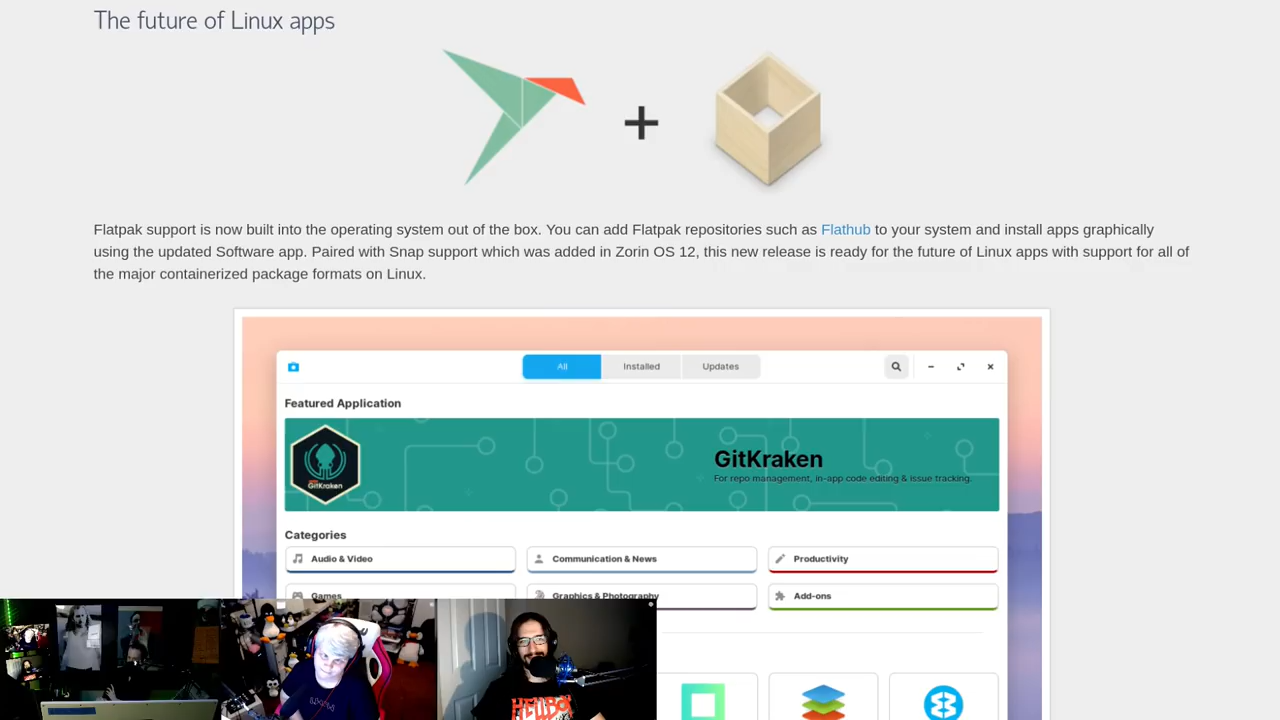 The future of Linux apps
Flatpak support is now built into the operating system out of the box. You can add Flatpak repositories such as Flathub to your system and install apps graphically
using the updated Software app. Paired with Snap support which was added in Zorin OS 12, this new release is ready for the future of Linux apps with support for all of
the major containerized package formats on Linux.
All
Installed
Updates
Featured Application
GitKraken
GitKraken
For repo management, in-app code editing & issue tracking.
Categories
Audio & Video
Communication & News
Productivity
Games
Graphics & Photography
Add-ons
HELLBOY